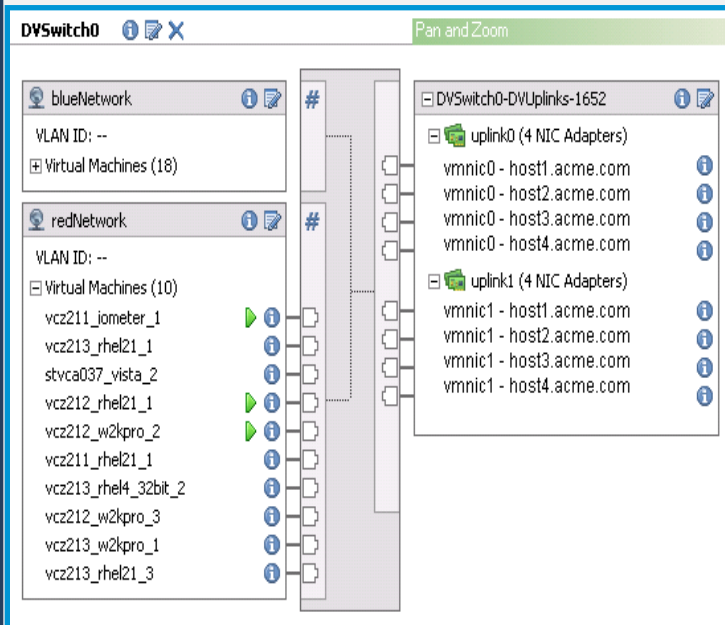 DVSwitch0
Pan and Zoom
blueNetwork
#
VLAN ID: --
Virtual Machines (18)
redNetwork
#
VLAN ID: --
Virtual Machines (10)
vcz211_iometer_1
vcz213_rhel21_1
stvca037_vista_2
vcz212_rhel21_1
vcz212_w2kpro_2
vcz211_rhel21_1
vcz213_rhel4_32bit_2
vcz212_w2kpro_3
vcz213_w2kpro_1
vcz213_rhel21_3
DVSwitch0-DVUplinks-1652
uplink0 (4 NIC Adapters)
vmnic0 - host1.acme.com
vmnic0 - host2.acme.com
vmnic0 - host3.acme.com
vmnic0 - host4.acme.com
uplink1 (4 NIC Adapters)
vmnic1 - host1.acme.com
vmnic1 - host2.acme.com
vmnic1 - host3.acme.com
vmnic1 - host4.acme.com